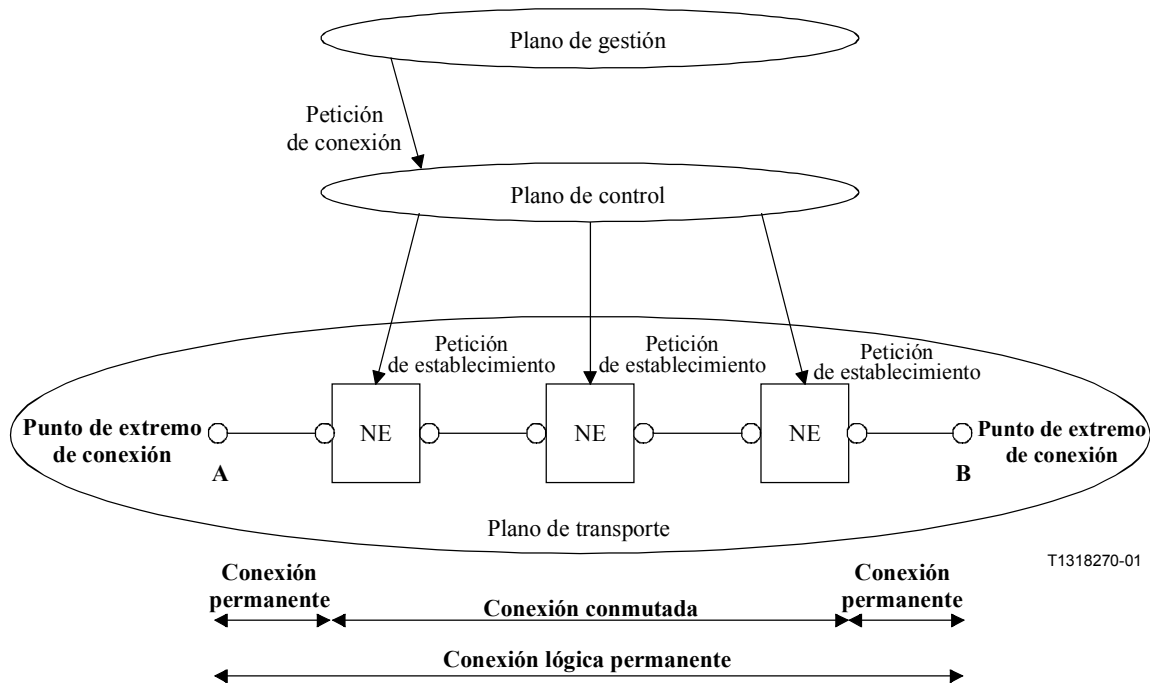 Plano de gestión
Petición
de conexión
Plano de control
Petición
de establecimiento
Petición
de establecimiento
Petición
de establecimiento
Punto de extremo
de conexión
A
NE
NE
NE
Punto de extremo
de conexión
B
Plano de transporte
T1318270-01
Conexión
permanente
Conexión conmutada
Conexión
permanente
Conexión lógica permanente